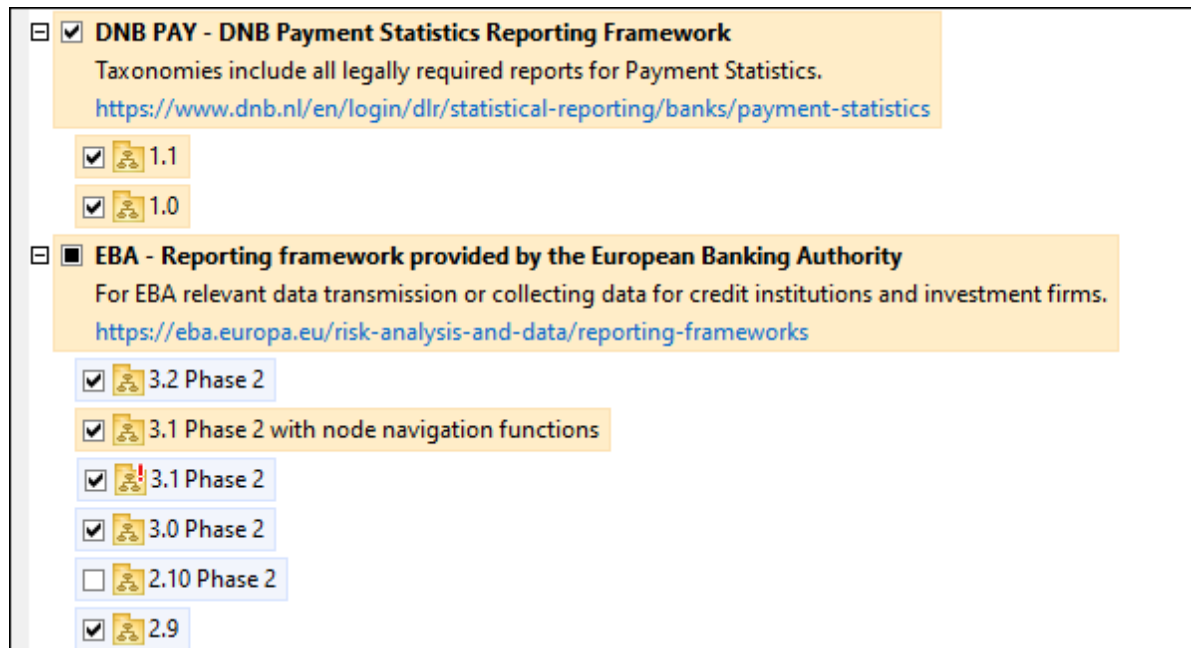 DNB PAY - DNB Payment Statistics Reporting Framework
Taxonomies include all legally required reports for Payment Statistics.
https://www.dnb.nl/en/login/dlr/statistical-reporting/banks/payment-statistics
1.1
1.0
EBA - Reporting framework provided by the European Banking Authority
For EBA relevant data transmission or collecting data for credit institutions and investment firms.
https://eba.europa.eu/risk-analysis-and-data/reporting-frameworks
3.2 Phase 2
3.1 Phase 2 with node navigation functions
3.1 Phase 2
3.0 Phase 2
2.10 Phase 2
2.9